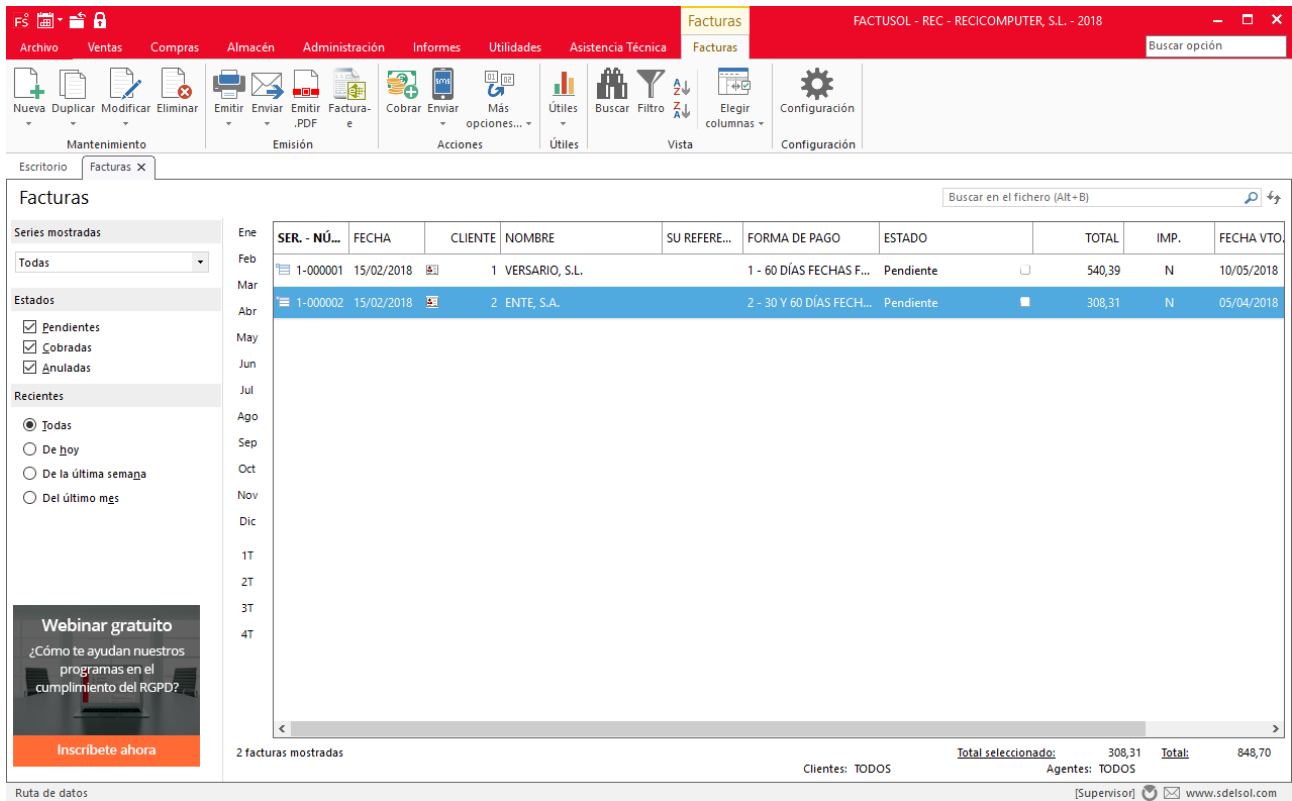 FS
Facturas
FACTUSOL - REC - RECICOMPUTER, S.L. - 2018
Archivo Ventas Compras Almacén Administración Informes Utilidades Asistencia Técnica Facturas
Buscar opción
Nueva Duplicar Modificar Eliminar Emitir Enviar Emitir .PDF Factura-e Cobrar Enviar Más opciones... Útiles Buscar Filtro Elegir columnas Configuración
Mantenimiento Emisión Acciones Útiles Vista Configuración
Escritorio Facturas
Facturas
Buscar en el fichero (Alt+B)
Series mostradas
Todas
Estados
Pendientes
Cobradas
Anuladas
Recientes
Todas
De hoy
De la última semana
Del último mes
Webinar gratuito
¿Cómo te ayudan nuestros
programas en el
cumplimiento del RGPD?
Inscríbete ahora
Ene
Feb
Mar
Abr
May
Jun
Jul
Ago
Sep
Oct
Nov
Dic
1T
2T
3T
4T
SER. - NÚ... FECHA CLIENTE NOMBRE SU REFERE... FORMA DE PAGO ESTADO TOTAL IMP. FECHA VTO.
1-000001 15/02/2018 1 VERSARIO, S.L. 1 - 60 DÍAS FECHAS F... Pendiente 540,39 N 10/05/2018
1-000002 15/02/2018 2 ENTE, S.A. 2 - 30 Y 60 DÍAS FECH... Pendiente 308,31 N 05/04/2018
2 facturas mostradas
Total seleccionado: 308,31 Total: 848,70
Clientes: TODOS Agentes: TODOS
Ruta de datos
[Supervisor] www.sdelsol.com